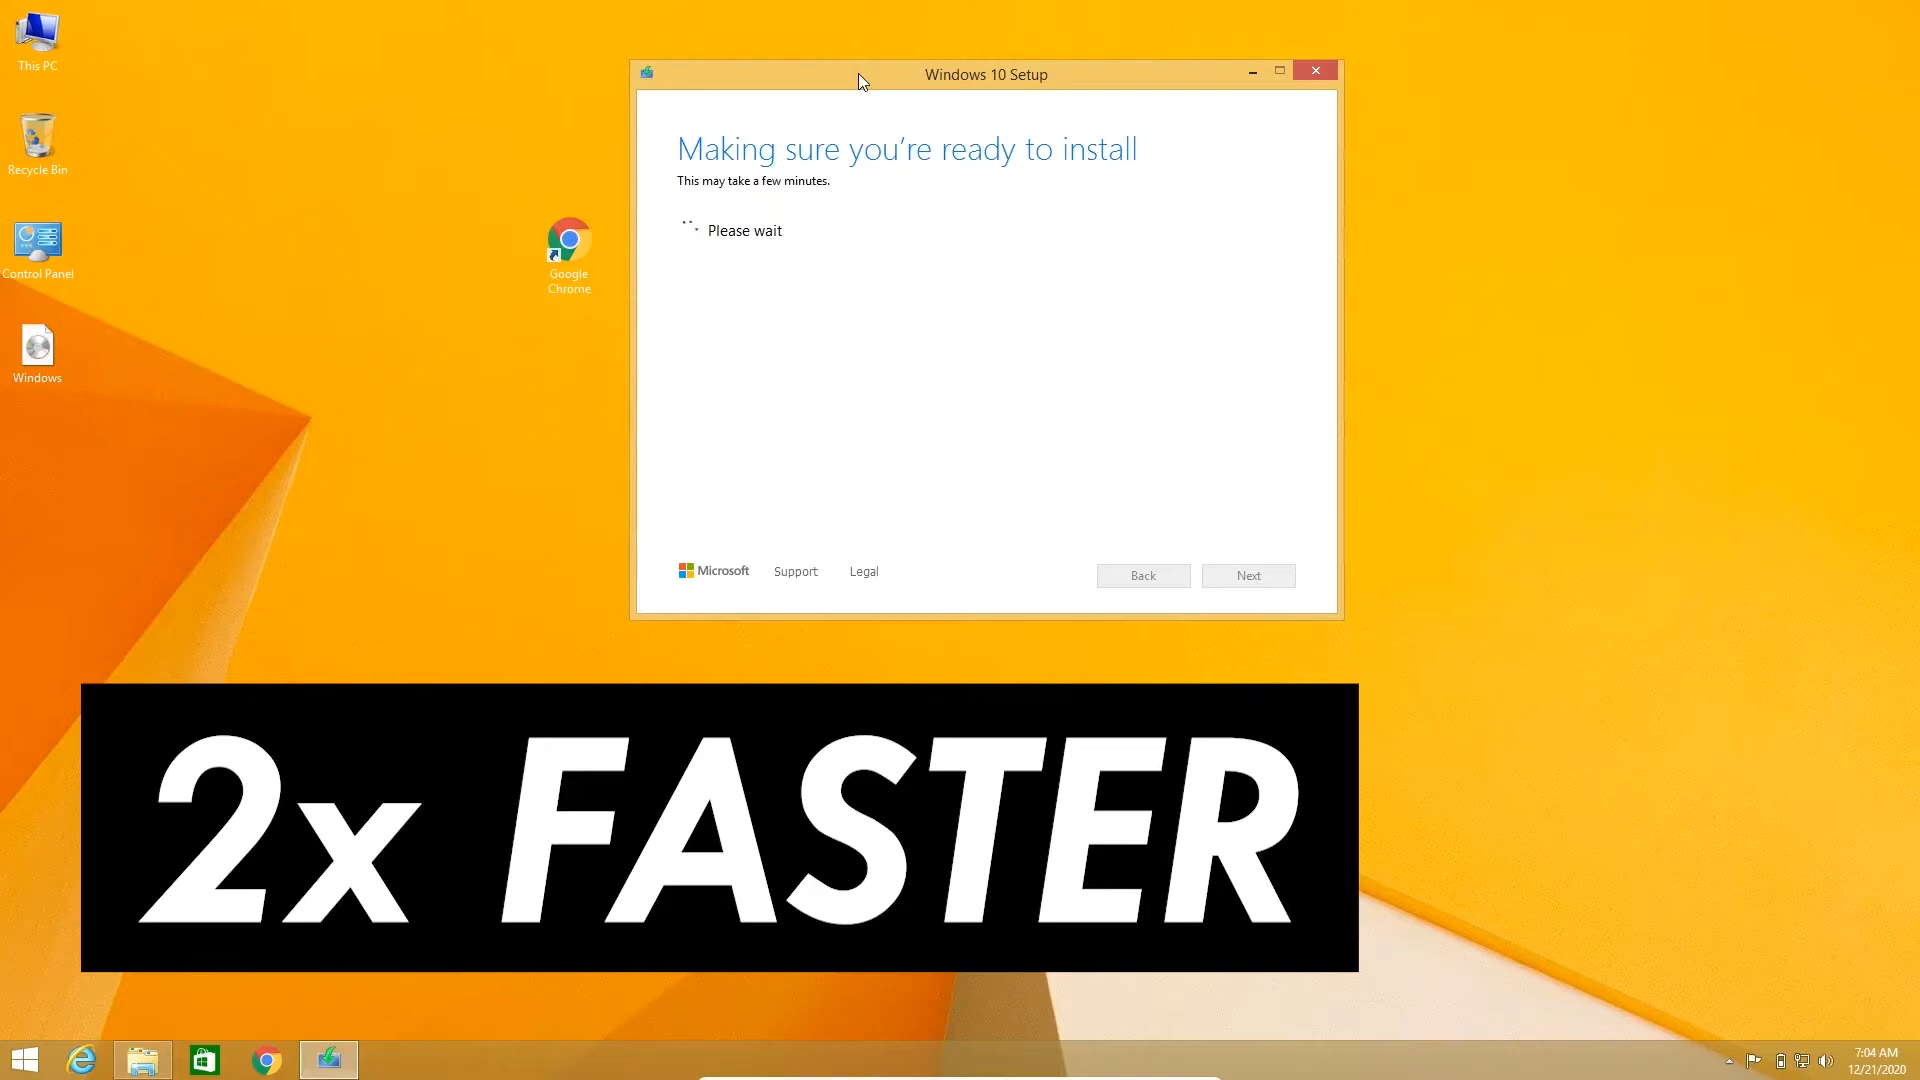 This PC
Recycle Bin
Control Panel
Windows
Google
Chrome
Windows 10 Setup
Making sure you're ready to install
This may take a few minutes.
Please wait
Microsoft
Support
Legal
Back
Next
2x FASTER
7:04 AM
12/21/2020